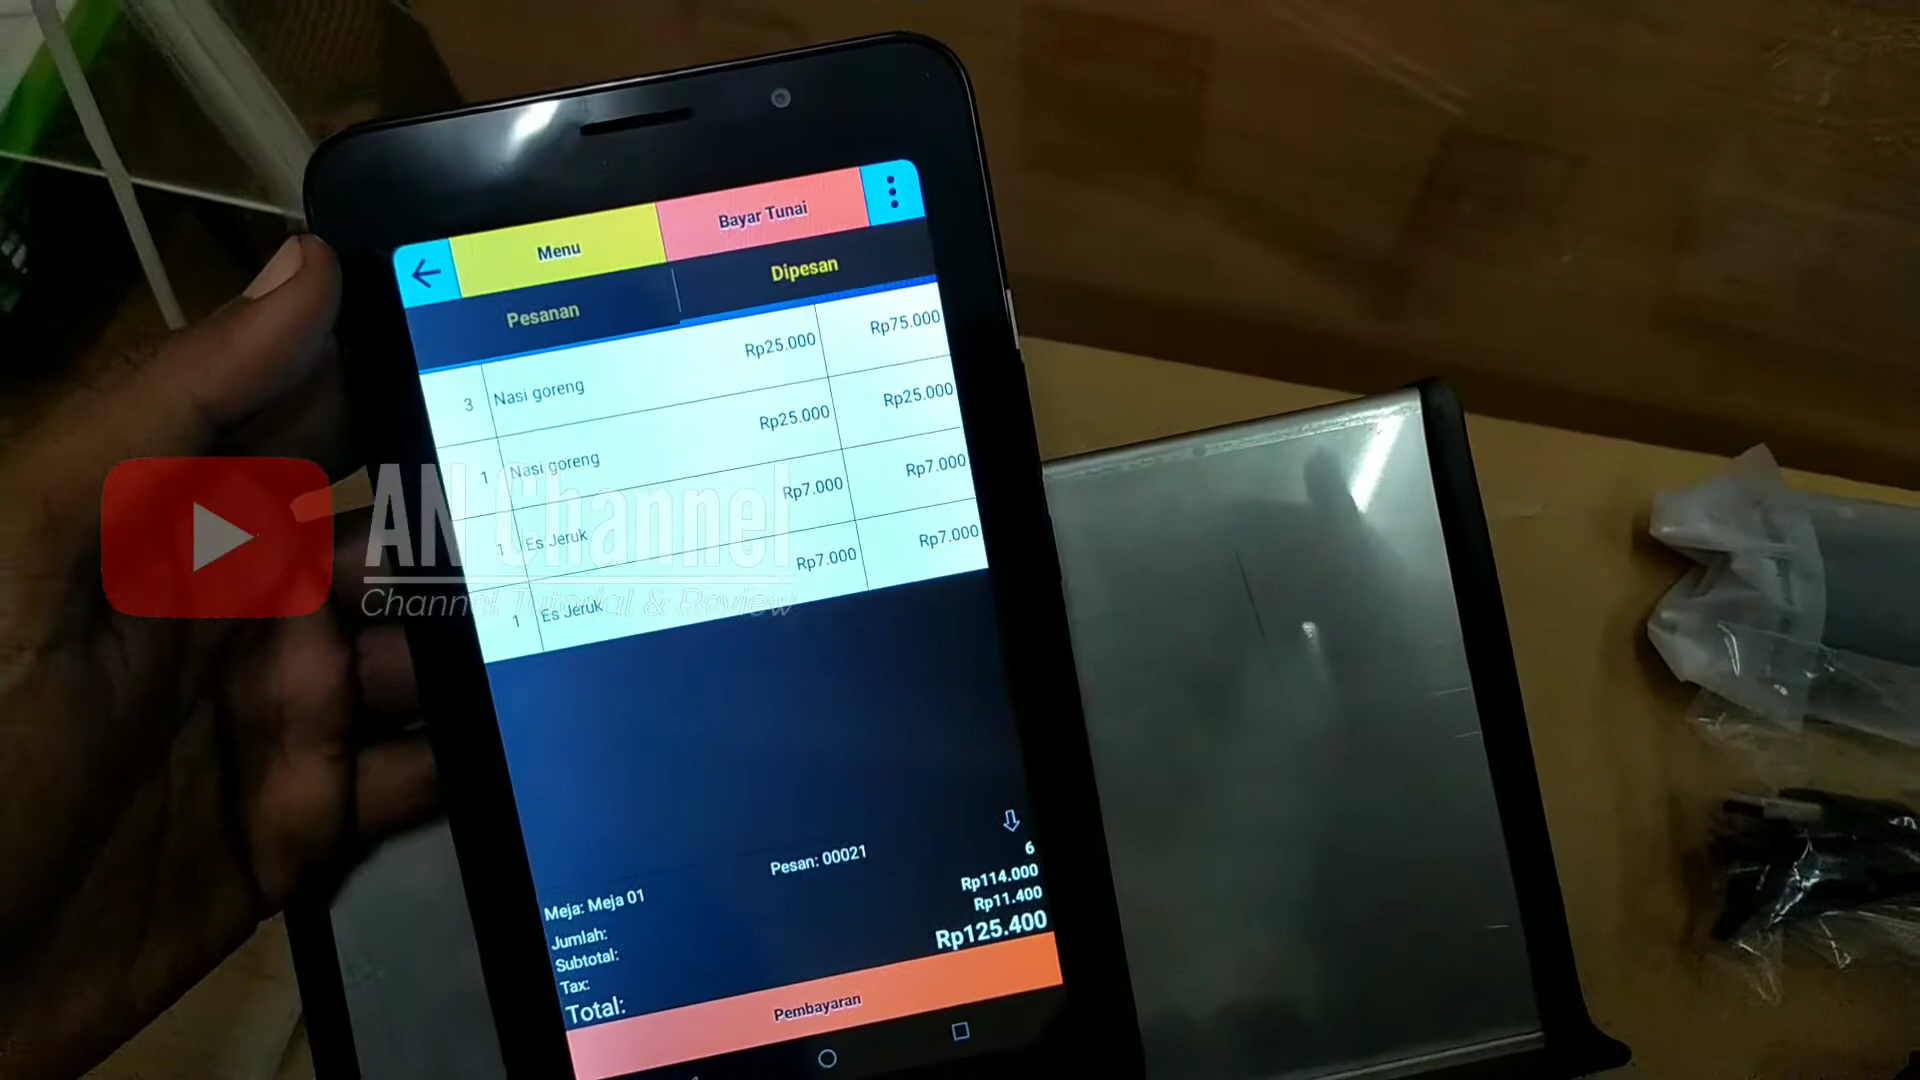 Menu
Bayar Tunai
Pesanan
Dipesan
3 Nasi goreng Rp25.000 Rp75.000
1 Nasi goreng Rp25.000 Rp25.000
1 Es Jeruk Rp7.000 Rp7.000
1 Es Jeruk Rp7.000 Rp7.000
AN Channel
Channel Tutorial & Review
Meja: Meja 01 Pesan: 00021
Jumlah: 6
Subtotal: Rp114.000
Tax: Rp11.400
Total: Rp125.400
Pembayaran